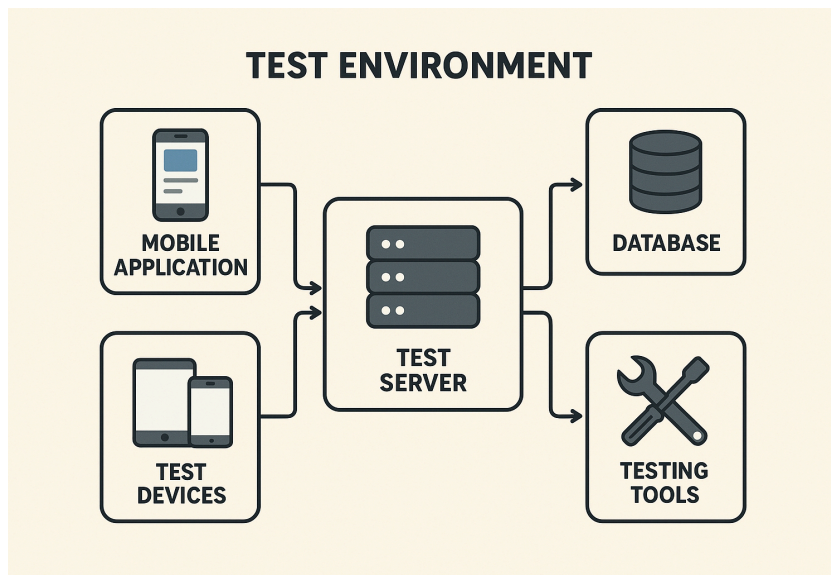 TEST ENVIRONMENT
MOBILE
APPLICATION
TEST
DEVICES
TEST
SERVER
DATABASE
TESTING
TOOLS